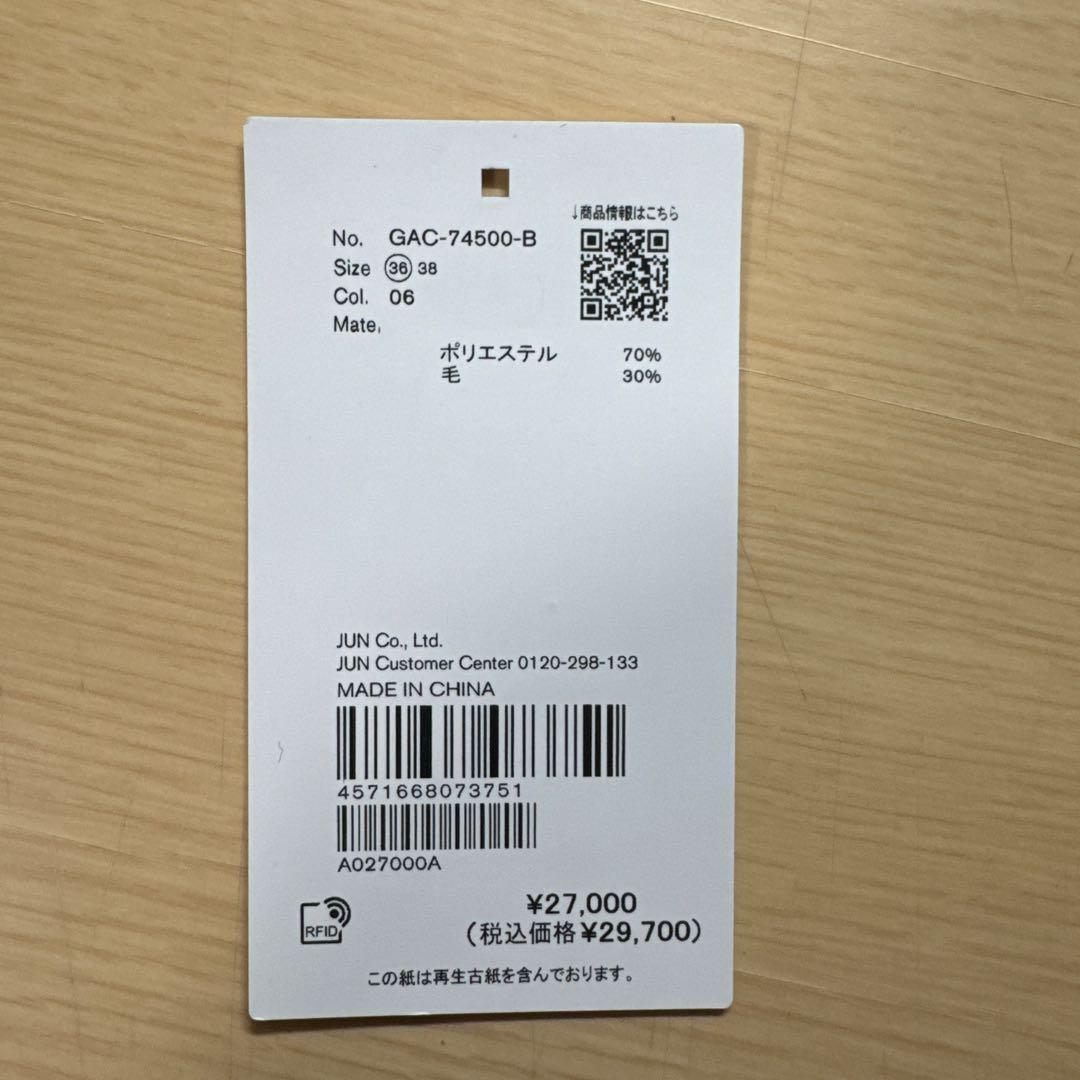 ↓商品情報はこちら
No. GAC-74500-B
Size 36 38
Col. 06
Mate,
ポリエステル 70%
毛 30%
JUN Co., Ltd.
JUN Customer Center 0120-298-133
MADE IN CHINA
4571668073751
A027000A
RFID
¥27,000
(税込価格¥29,700)
この紙は再生古紙を含んでおります。